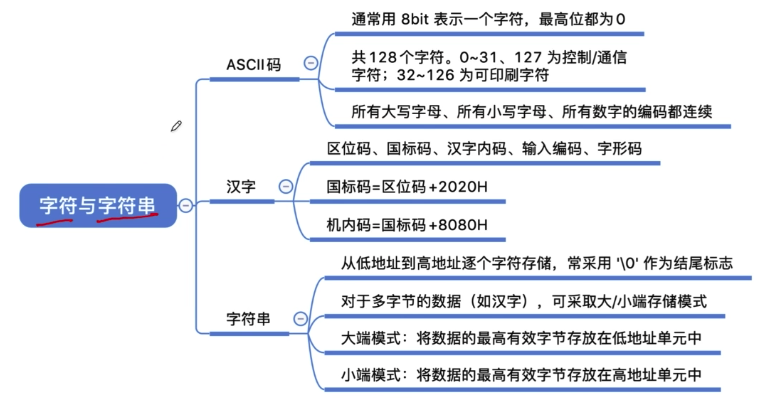 字符与字符串
ASCII码
通常用 8bit 表示一个字符，最高位都为0
共128个字符。0~31、127 为控制/通信
字符；32~126 为可印刷字符
所有大写字母、所有小写字母、所有数字的编码都连续
汉字
区位码、国标码、汉字内码、输入编码、字形码
国标码=区位码+2020H
机内码=国标码+8080H
字符串
从低地址到高地址逐个字符存储，常采用 '\0' 作为结尾标志
对于多字节的数据（如汉字），可采取大/小端存储模式
大端模式：将数据的最高有效字节存放在低地址单元中
小端模式：将数据的最高有效字节存放在高地址单元中